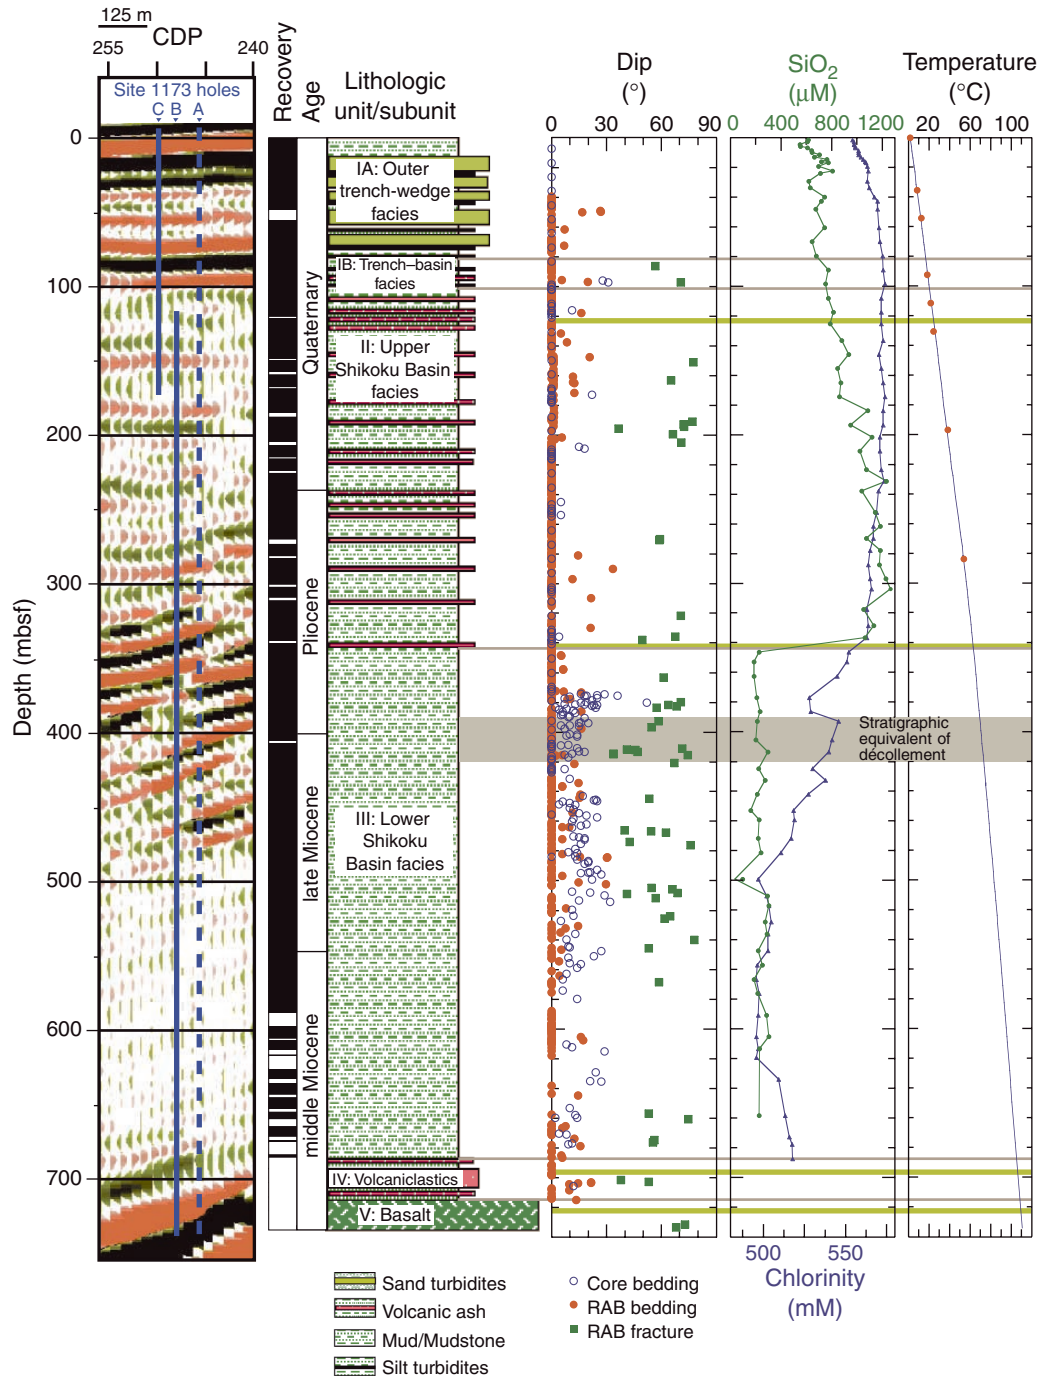 125 m
CDP
255
240
Site 1173 holes
C B A
Recovery
Age
Lithologic
unit/subunit
Dip
(°)
SiO2
(µM)
Temperature
(°C)
0 30 60 90
0 400 800 1200
20 60 100
Depth (mbsf)
0
100
200
300
400
500
600
700
Quaternary
Pliocene
late Miocene
middle Miocene
IA: Outer
trench-wedge
facies
IB: Trench–basin
facies
II: Upper
Shikoku Basin
facies
III: Lower
Shikoku
Basin facies
IV: Volcaniclastics
V: Basalt
Stratigraphic
equivalent of
décollement
500 550
Chlorinity
(mM)
Sand turbidites
Volcanic ash
Mud/Mudstone
Silt turbidites
Core bedding
RAB bedding
RAB fracture